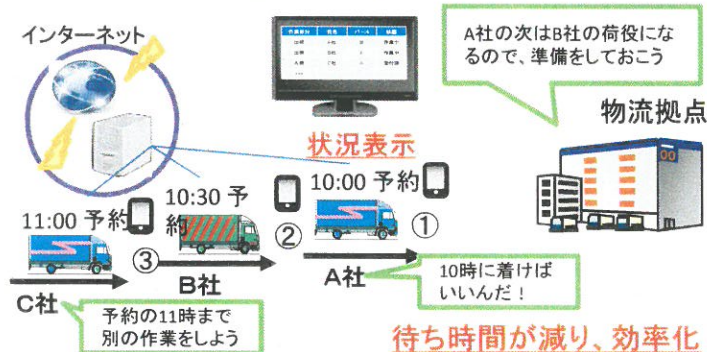 インターネット
A社の次はB社の荷役にな
るので、準備をしておこう
物流拠点
状況表示
10:00 予約
①
10:30 予
約
②
11:00 予約
③
A社
B社
C社
10時に着けば
いいんだ！
予約の11時まで
別の作業をしよう
待ち時間が減り、効率化